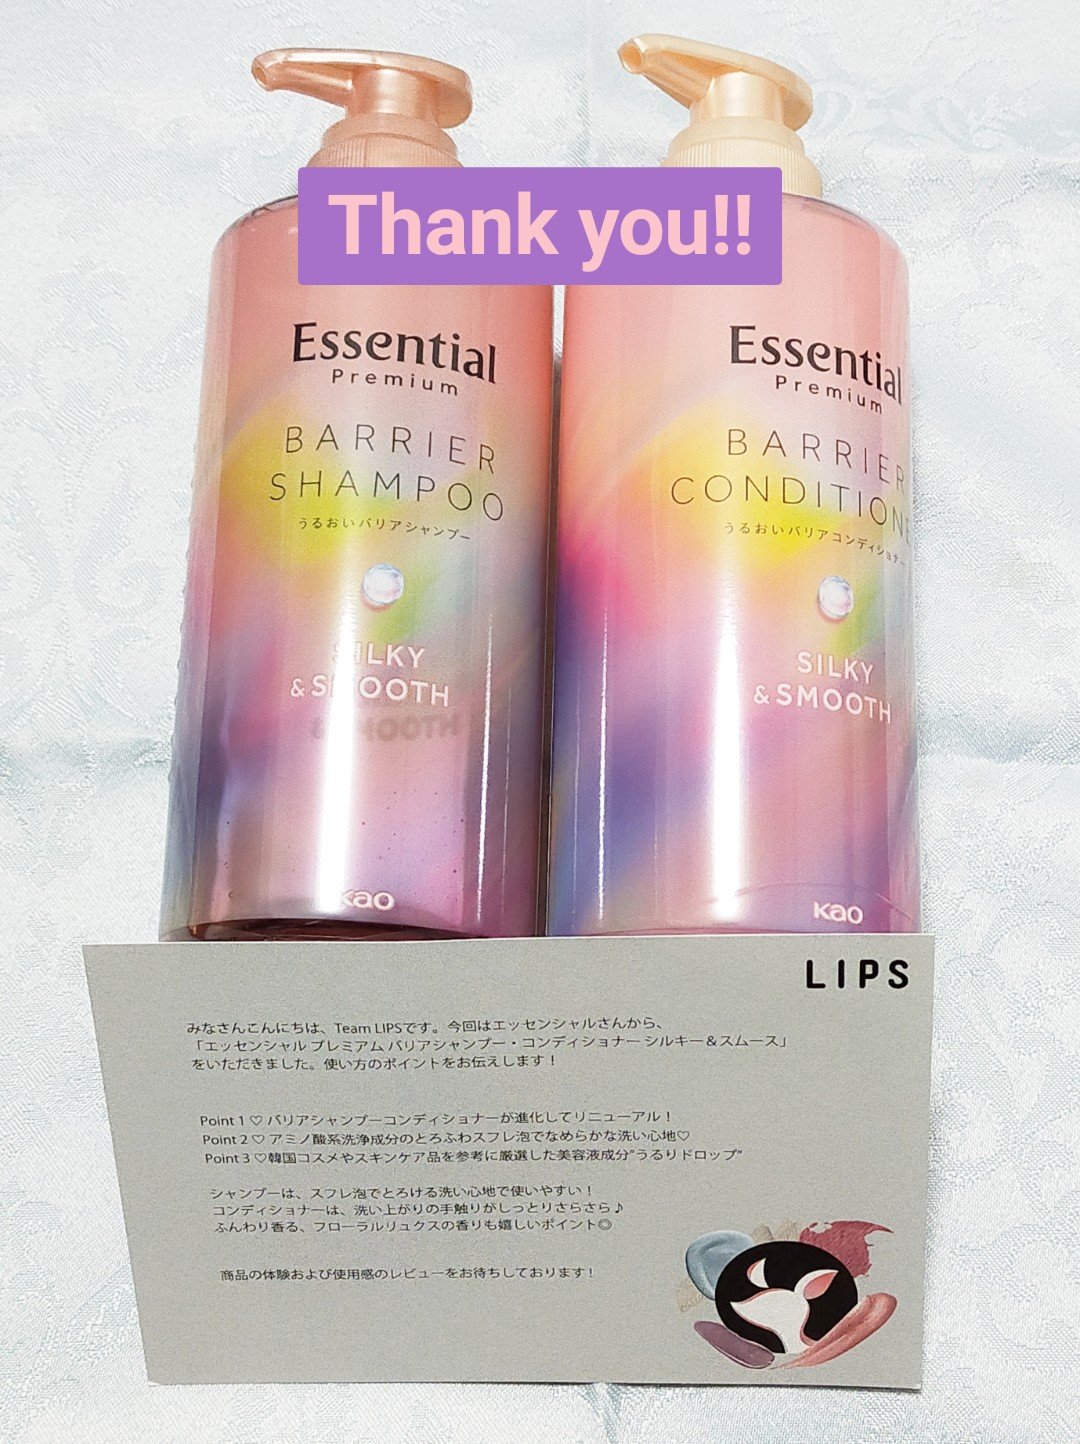 Thank you!!
Essential
Premium
BARRIER
SHAMPOO
うるおいバリアシャンプー
SILKY
& SMOOTH
Kao
Essential
Premium
BARRIER
CONDITIONE
うるおいバリアコンディショナー
SILKY
& SMOOTH
Kao
LIPS
みなさんこんにちは、Team LIPSです。今回はエッセンシャルさんから、
「エッセンシャル プレミアム バリアシャンプー・コンディショナー シルキー＆スムース」
をいただきました。使い方のポイントをお伝えします！
Point 1 ♡ バリアシャンプーコンディショナーが進化してリニューアル！
Point 2 ♡ アミノ酸系洗浄成分のとろふわスフレ泡でなめらかな洗い心地♡
Point 3 ♡韓国コスメやスキンケア品を参考に厳選した美容液成分"うるりドロップ"
シャンプーは、スフレ泡でとろける洗い心地で使いやすい！
コンディショナーは、洗い上がりの手触りがしっとりさらさら♪
ふんわり香る、フローラルリュクスの香りも嬉しいポイント◎
商品の体験および使用感のレビューをお待ちしております！